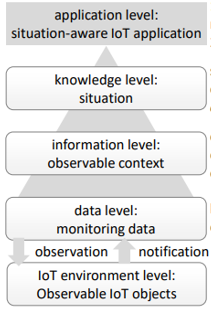 application level:
situation-aware IoT application
knowledge level:
situation
information level:
observable context
data level:
monitoring data
observation notification
IoT environment level:
Observable IoT objects